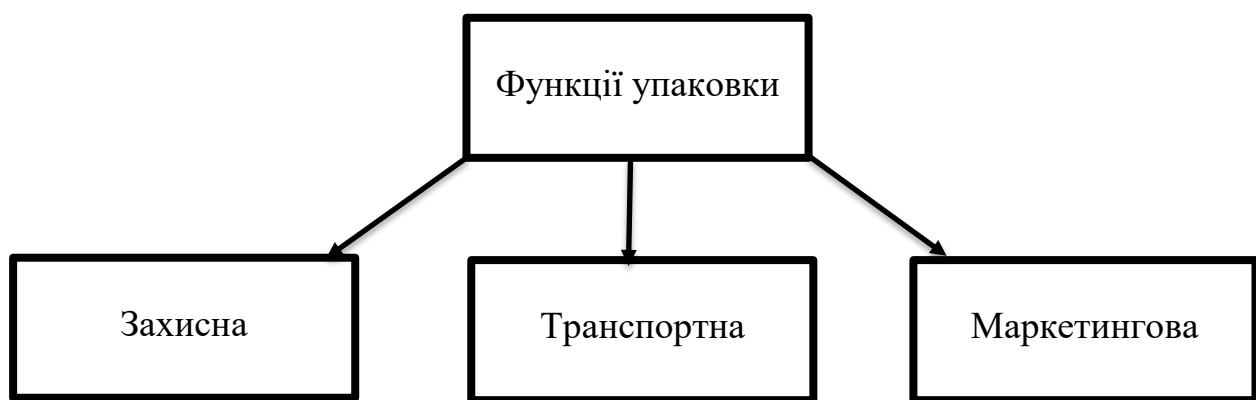 Функції упаковки
Захисна
Транспортна
Маркетингова